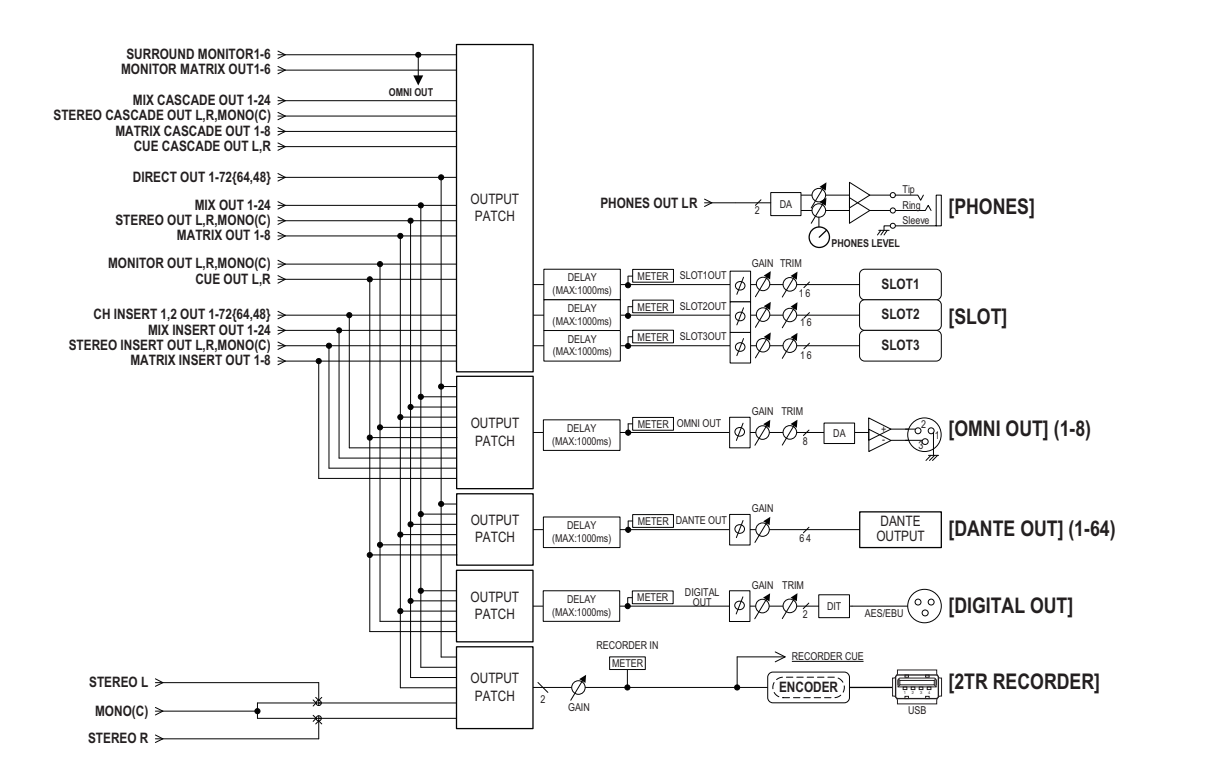 SURROUND MONITOR1-6
MONITOR MATRIX OUT1-6
OMNI OUT
MIX CASCADE OUT 1-24
STEREO CASCADE OUT L,R,MONO(C)
MATRIX CASCADE OUT 1-8
CUE CASCADE OUT L,R
DIRECT OUT 1-72{64,48}
MIX OUT 1-24
STEREO OUT L,R,MONO(C)
MATRIX OUT 1-8
MONITOR OUT L,R,MONO(C)
CUE OUT L,R
CH INSERT 1,2 OUT 1-72{64,48}
MIX INSERT OUT 1-24
STEREO INSERT OUT L,R,MONO(C)
MATRIX INSERT OUT 1-8
OUTPUT
PATCH
PHONES OUT LR
2
DA
Tip
Ring
Sleeve
PHONES LEVEL
[PHONES]
GAIN TRIM
DELAY
(MAX:1000ms)
METER SLOT1OUT
16
SLOT1
DELAY
(MAX:1000ms)
METER SLOT2OUT
16
SLOT2
[SLOT]
DELAY
(MAX:1000ms)
METER SLOT3OUT
16
SLOT3
OUTPUT
PATCH
DELAY
(MAX:1000ms)
METER OMNI OUT
GAIN TRIM
8
DA
+
-
2
1
3
[OMNI OUT] (1-8)
OUTPUT
PATCH
DELAY
(MAX:1000ms)
METER DANTE OUT
GAIN
64
DANTE
OUTPUT
[DANTE OUT] (1-64)
OUTPUT
PATCH
DELAY
(MAX:1000ms)
METER DIGITAL
OUT
GAIN TRIM
2
DIT
AES/EBU
[DIGITAL OUT]
STEREO L
MONO(C)
STEREO R
OUTPUT
PATCH
2
GAIN
RECORDER IN
METER
RECORDER CUE
ENCODER
1 2 3 4
USB
[2TR RECORDER]